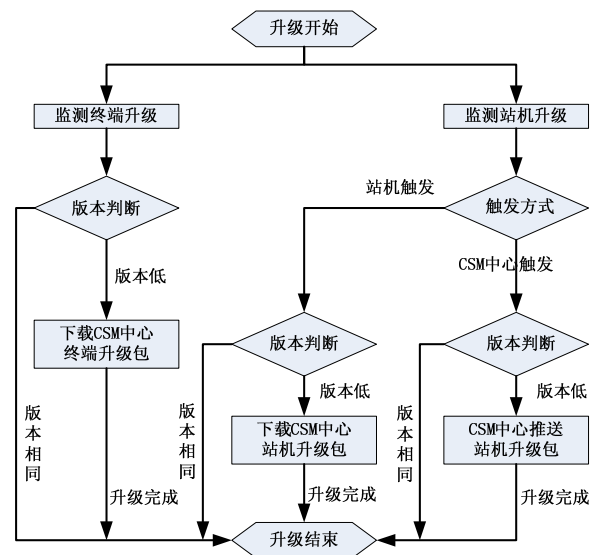 升级开始
监测终端升级
监测站机升级
站机触发
版本判断
触发方式
CSM中心触发
版本低
下载CSM中心
终端升级包
版本判断
版本判断
版本低
版本低
版本相同
版本相同
下载CSM中心
站机升级包
版本相同
CSM中心推送
站机升级包
升级完成
升级完成
升级完成
升级结束